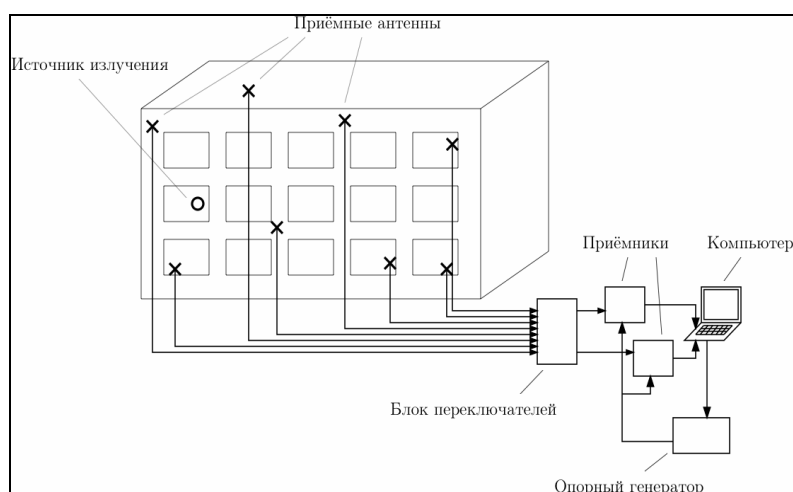 Приёмные антенны
Источник излучения
Приёмники
Компьютер
Блок переключателей
Опорный генератор